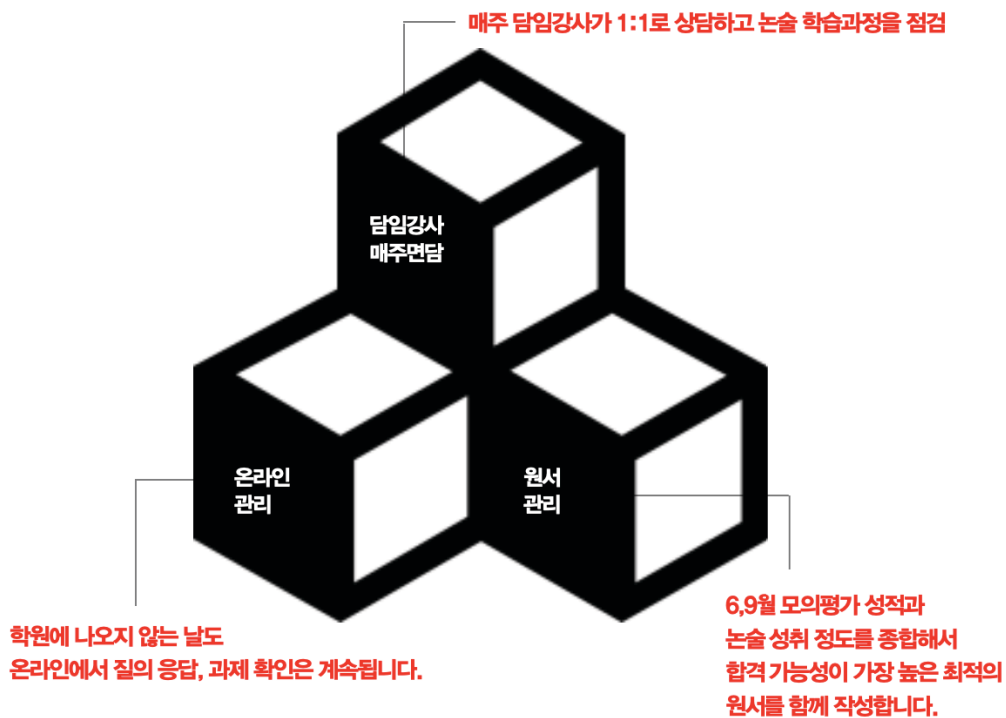 매주 담임강사가 1:1로 상담하고 논술 학습과정을 점검
담임강사
매주면담
온라인
관리
원서
관리
학원에 나오지 않는 날도
온라인에서 질의 응답, 과제 확인은 계속됩니다.
6,9월 모의평가 성적과
논술 성취 정도를 종합해서
합격 가능성이 가장 높은 최적의
원서를 함께 작성합니다.